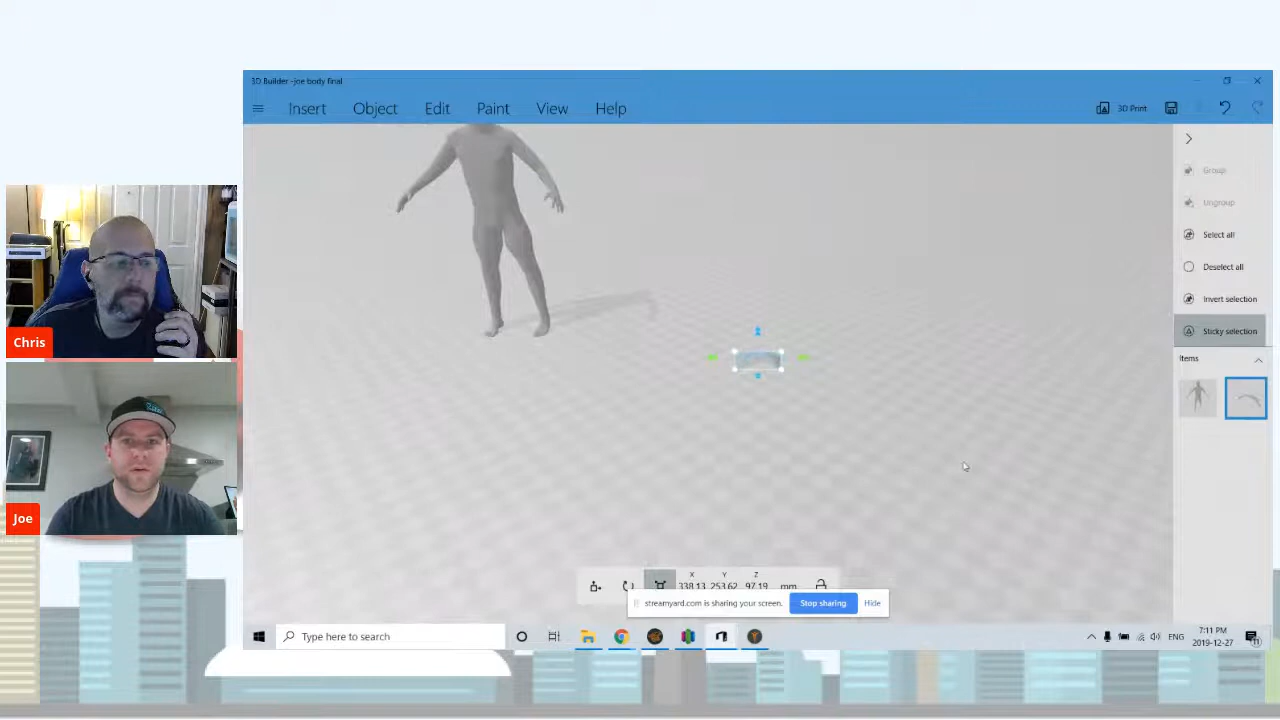 3D Builder -joe body final
Insert Object Edit Paint View Help
3D Print
Group
Ungroup
Select all
Deselect all
Invert selection
Sticky selection
Items
X Y Z
338.13 253.62 97.19 mm
streamyard.com is sharing your screen. Stop sharing Hide
Type here to search
ENG
7:11 PM
2019-12-27
Chris
Joe